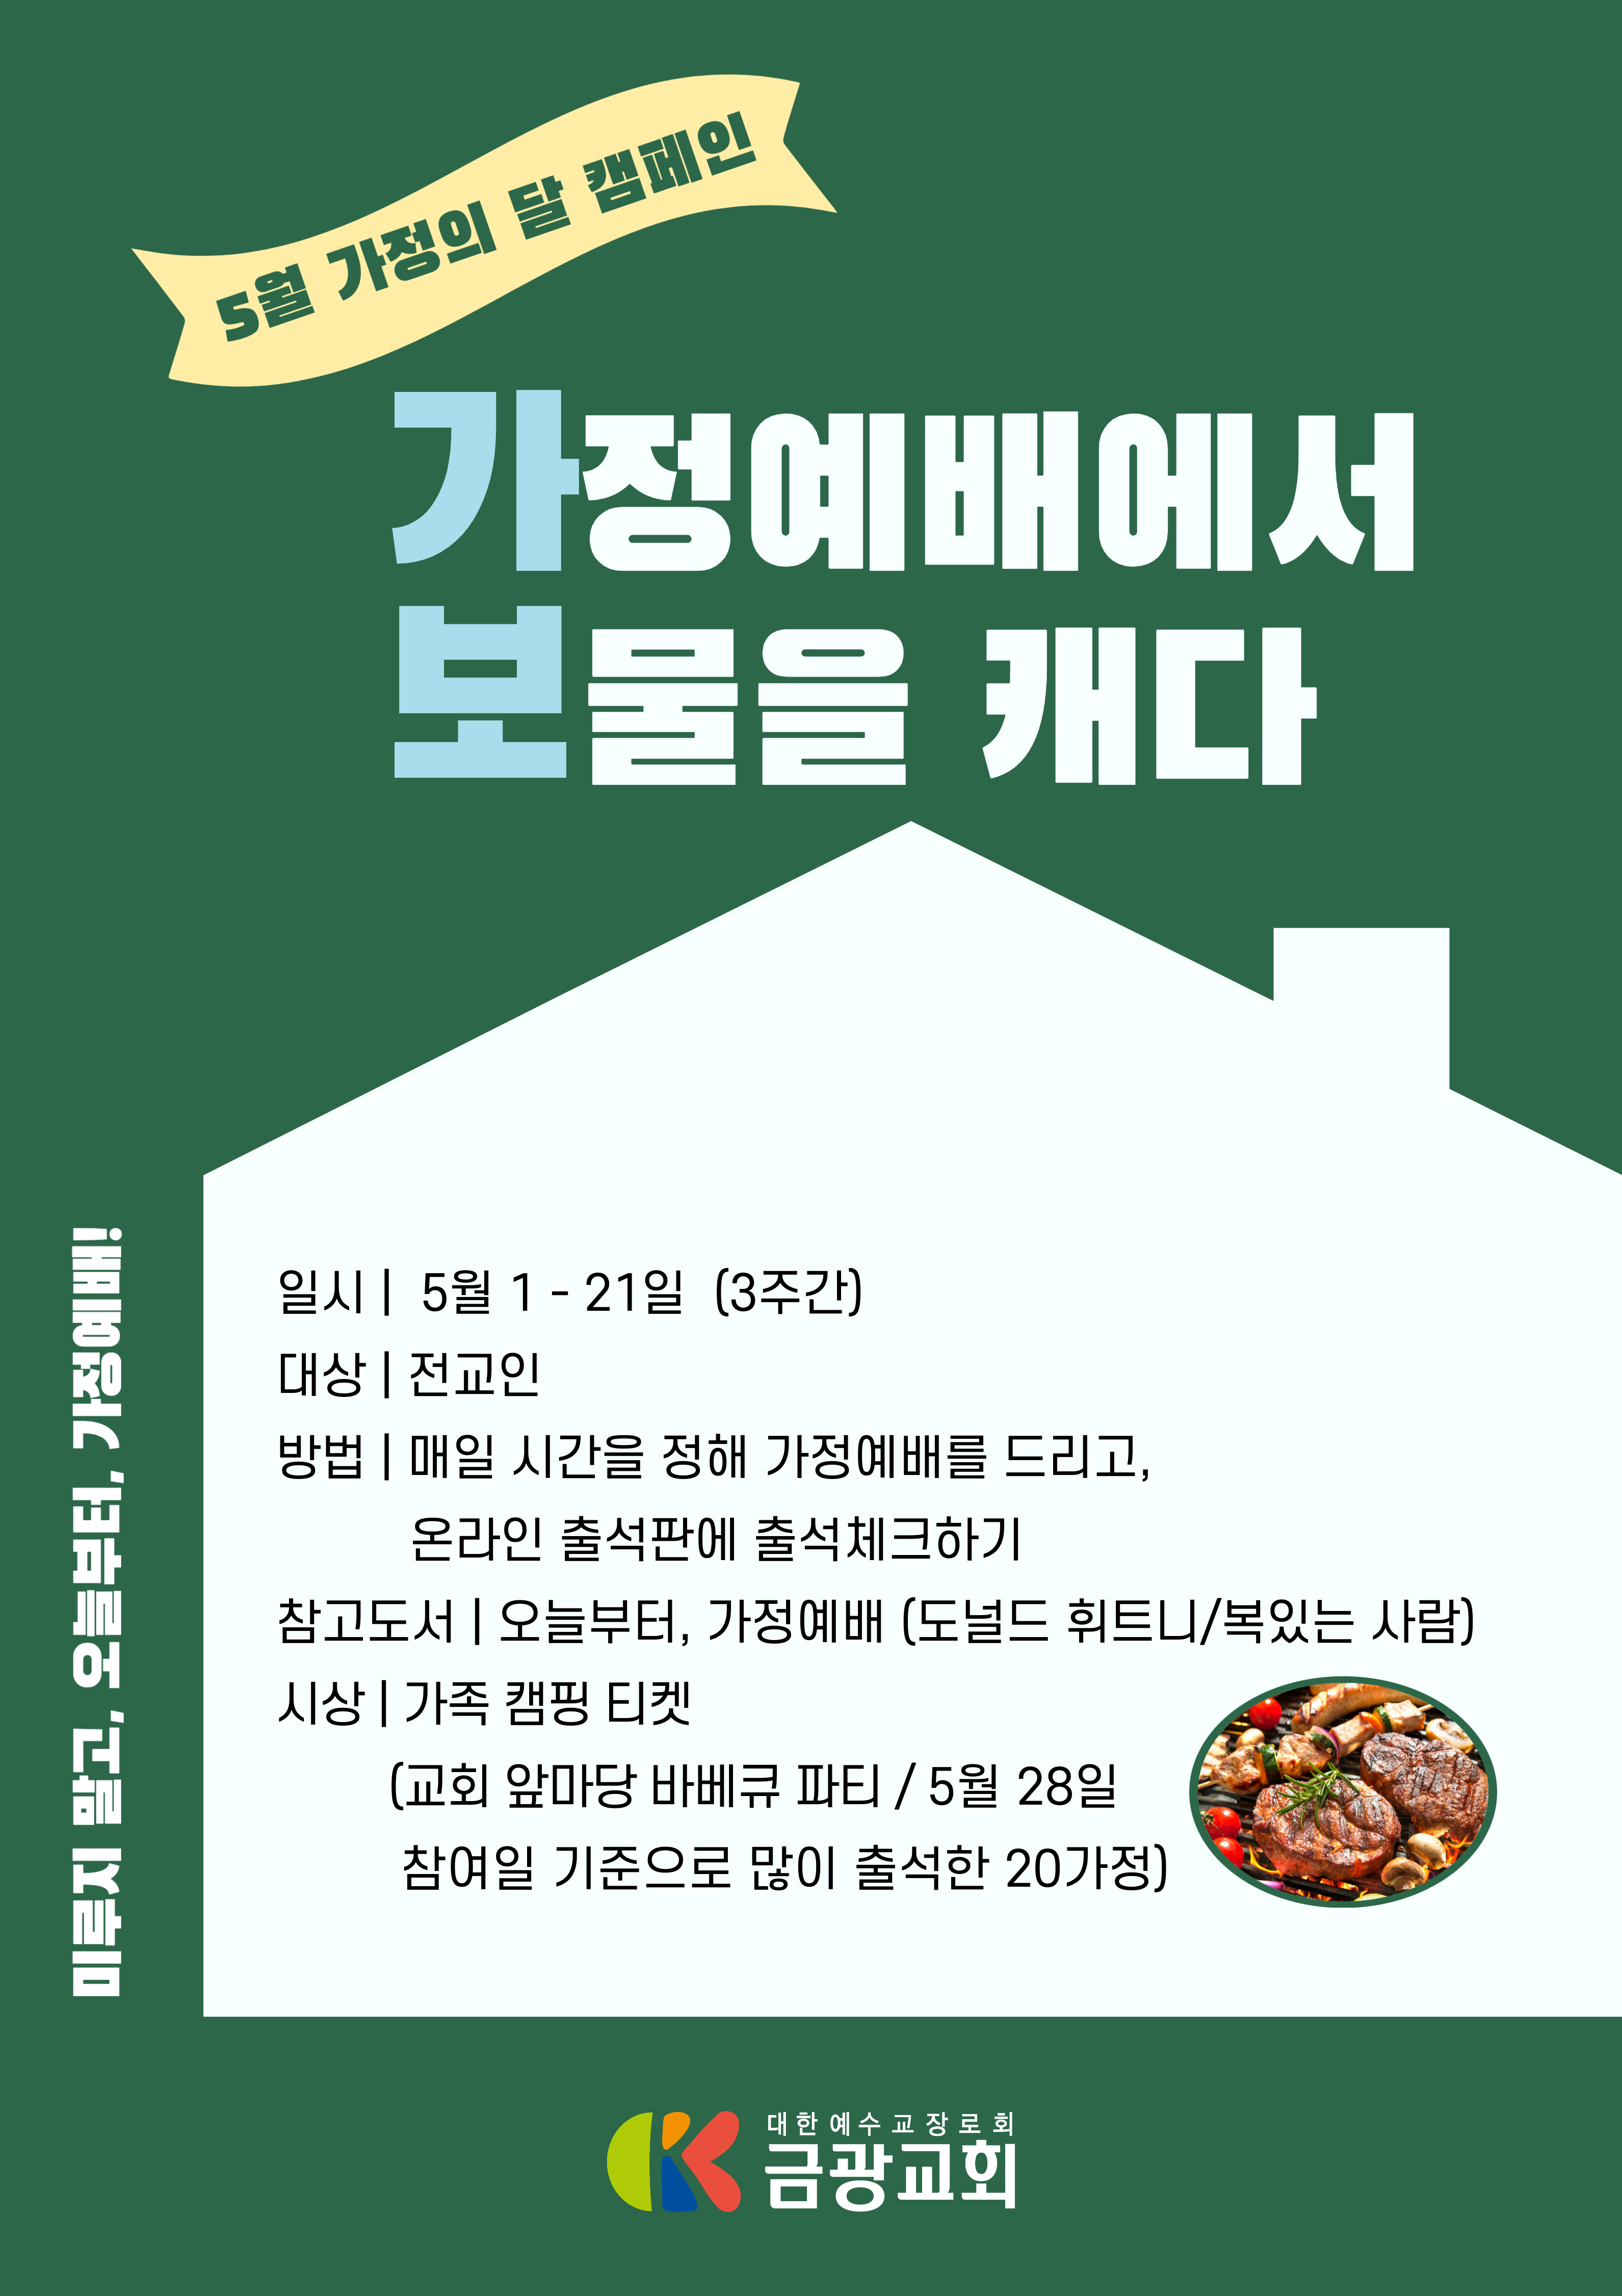 5월 가정의 달 캠페인
가정예배에서
보물을 캐다
미루지 말고, 오늘부터, 가정예배!
일시 | 5월 1 - 21일 (3주간)
대상 | 전교인
방법 | 매일 시간을 정해 가정예배를 드리고,
온라인 출석판에 출석체크하기
참고도서 | 오늘부터, 가정예배 (도널드 휘트니/복있는 사람)
시상 | 가족 캠핑 티켓
(교회 앞마당 바베큐 파티 / 5월 28일
참여일 기준으로 많이 출석한 20가정)
대한예수교장로회
금광교회